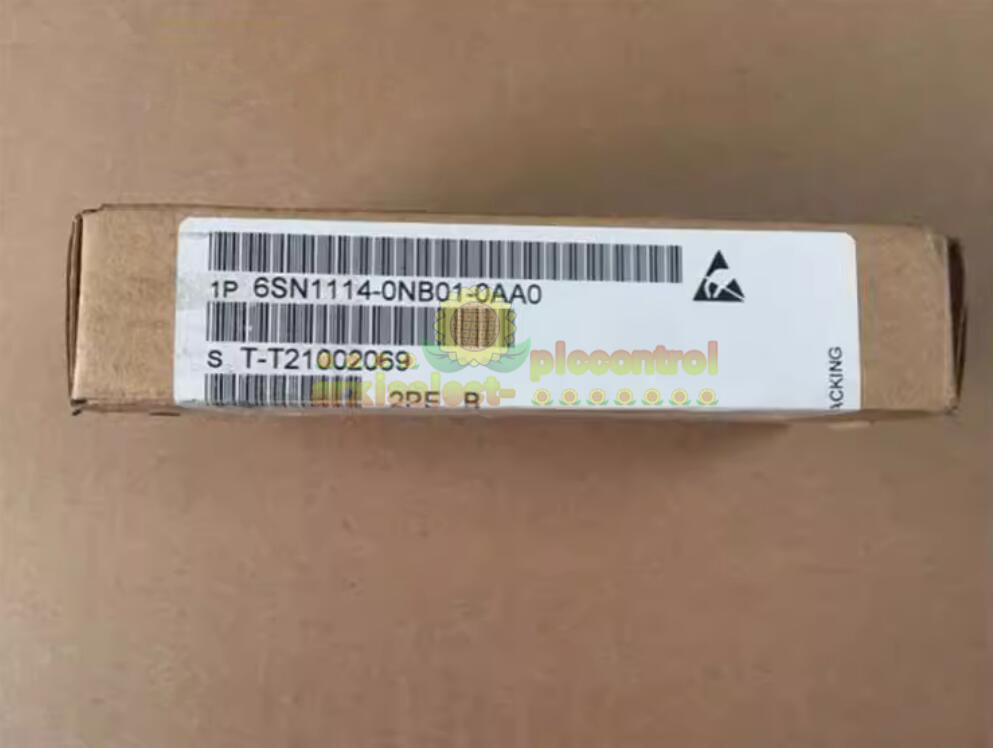 1P 6SN1114-0NB01-0AA0
S T-T21002069
plccontrol
ACKING